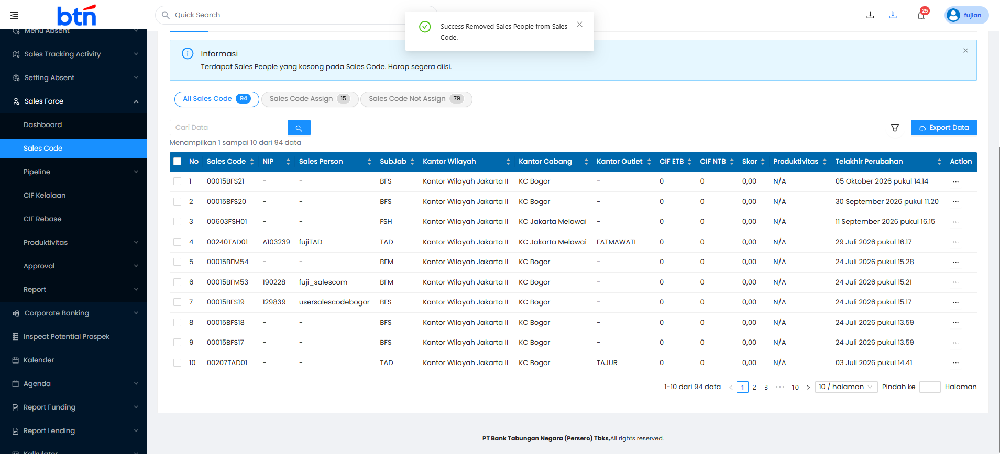 btn
Quick Search
25
fujian
Success Removed Sales People from Sales
Code.
Menu Absent
Sales Tracking Activity
Setting Absent
Sales Force
Dashboard
Sales Code
Pipeline
CIF Kelolaan
CIF Rebase
Produktivitas
Approval
Report
Corporate Banking
Inspect Potential Prospek
Kalender
Agenda
Report Funding
Report Lending
Kalkulator
Informasi
Terdapat Sales People yang kosong pada Sales Code. Harap segera diisi.
All Sales Code 94
Sales Code Assign 15
Sales Code Not Assign 79
Cari Data
Export Data
Menampilkan 1 sampai 10 dari 94 data
No Sales Code NIP Sales Person SubJab Kantor Wilayah Kantor Cabang Kantor Outlet CIF ETB CIF NTB Skor Produktivitas Telakhir Perubahan Action
1 00015BFS21 - - BFS Kantor Wilayah Jakarta II KC Bogor - 0 0 0,00 N/A 05 Oktober 2026 pukul 14.14 ...
2 00015BFS20 - - BFS Kantor Wilayah Jakarta II KC Bogor - 0 0 0,00 N/A 30 September 2026 pukul 11.20 ...
3 00603FSH01 - - FSH Kantor Wilayah Jakarta II KC Jakarta Melawai - 0 0 0,00 N/A 11 September 2026 pukul 16.15 ...
4 00240TAD01 A103239 fujiTAD TAD Kantor Wilayah Jakarta II KC Jakarta Melawai FATMAWATI 0 0 0,00 N/A 29 Juli 2026 pukul 16.17 ...
5 00015BFM54 - - BFM Kantor Wilayah Jakarta II KC Bogor - 0 0 0,00 N/A 24 Juli 2026 pukul 15.28 ...
6 00015BFM53 190228 fuji_salescom BFM Kantor Wilayah Jakarta II KC Bogor - 0 0 0,00 N/A 24 Juli 2026 pukul 15.21 ...
7 00015BFS19 129839 usersalescodebogor BFS Kantor Wilayah Jakarta II KC Bogor - 0 0 0,00 N/A 24 Juli 2026 pukul 15.17 ...
8 00015BFS18 - - BFS Kantor Wilayah Jakarta II KC Bogor - 0 0 0,00 N/A 24 Juli 2026 pukul 13.59 ...
9 00015BFS17 - - BFS Kantor Wilayah Jakarta II KC Bogor - 0 0 0,00 N/A 24 Juli 2026 pukul 13.59 ...
10 00207TAD01 - - TAD Kantor Wilayah Jakarta II KC Bogor TAJUR 0 0 0,00 N/A 03 Juli 2026 pukul 14.41 ...
1-10 dari 94 data < 1 2 3 ••• 10 > 10 / halaman Pindah ke Halaman
PT Bank Tabungan Negara (Persero) Tbks,All rights reserved.